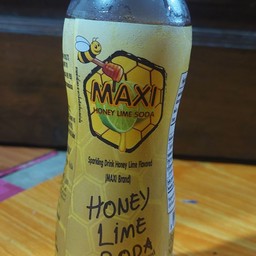 MAXI
HONEY LIME SODA
Sparkling Drink Honey Lime Flavored
(MAXI Brand)
HONEY
LIME
SODA